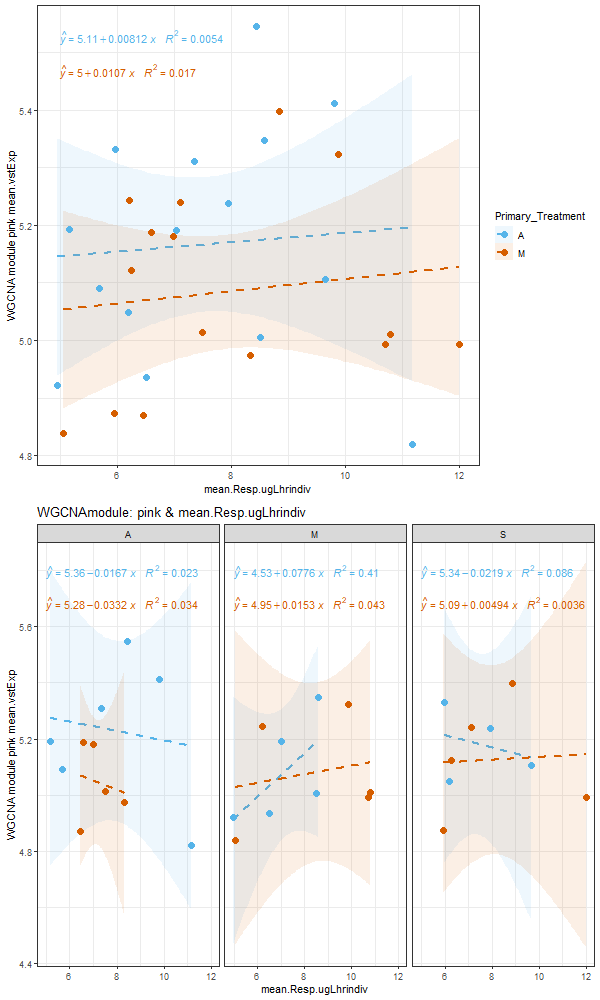 ŷ = 5.11 + 0.00812 x   R² = 0.0054
ŷ = 5 + 0.0107 x   R² = 0.017
5.4
5.2
5.0
4.8
WGCNA module pink mean.vstExp
6 8 10 12
mean.Resp.ugLhrindiv
Primary_Treatment
A
M
WGCNAmodule: pink & mean.Resp.ugLhrindiv
A M S
ŷ = 5.36 − 0.0167 x   R² = 0.023
ŷ = 5.28 − 0.0332 x   R² = 0.034
ŷ = 4.53 + 0.0776 x   R² = 0.41
ŷ = 4.95 + 0.0153 x   R² = 0.043
ŷ = 5.34 − 0.0219 x   R² = 0.086
ŷ = 5.09 + 0.00494 x   R² = 0.0036
5.6
5.2
4.8
4.4
WGCNA module pink mean.vstExp
6 8 10 12 6 8 10 12 6 8 10 12
mean.Resp.ugLhrindiv